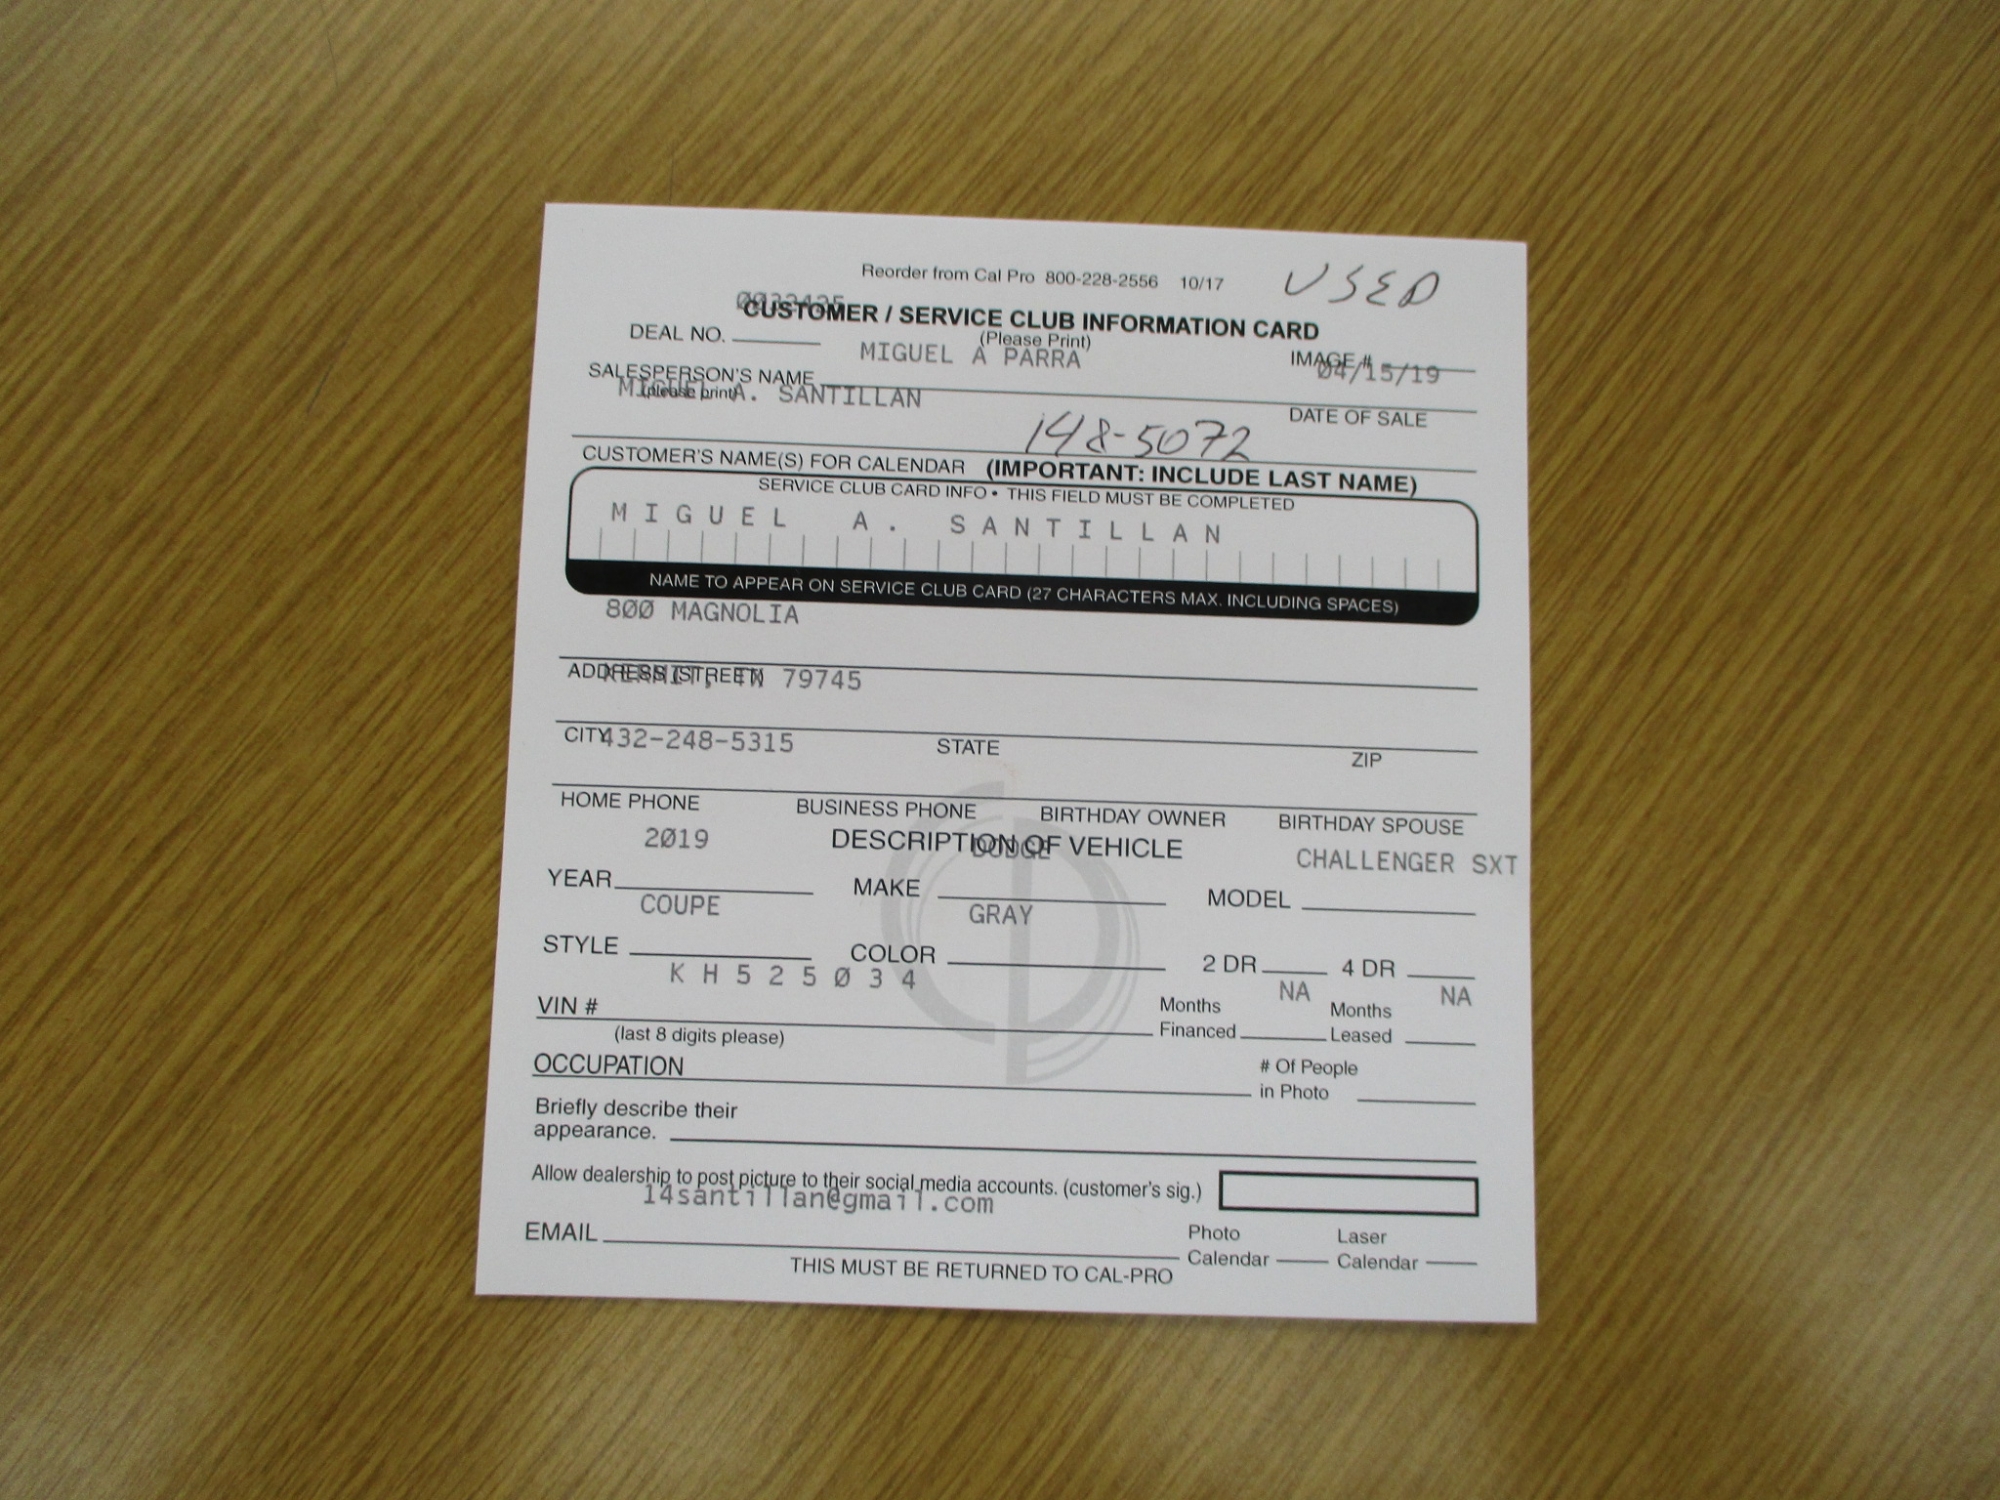 Reorder from Cal Pro 800-228-2556 10/17 USED
CUSTOMER / SERVICE CLUB INFORMATION CARD
DEAL NO. (Please Print)
MIGUEL A PARRA IMAGE #
04/15/19
SALESPERSON'S NAME
(please print)
MIGUEL A. SANTILLAN
DATE OF SALE
148-5072
CUSTOMER'S NAME(S) FOR CALENDAR (IMPORTANT: INCLUDE LAST NAME)
SERVICE CLUB CARD INFO • THIS FIELD MUST BE COMPLETED
MIGUEL A. SANTILLAN
NAME TO APPEAR ON SERVICE CLUB CARD (27 CHARACTERS MAX. INCLUDING SPACES)
800 MAGNOLIA
ADDRESS (STREET)
KERMIT, TX 79745
CITY STATE ZIP
432-248-5315
HOME PHONE BUSINESS PHONE BIRTHDAY OWNER BIRTHDAY SPOUSE
DESCRIPTION OF VEHICLE
2019 DODGE CHALLENGER SXT
YEAR MAKE MODEL
COUPE GRAY
STYLE COLOR 2 DR 4 DR
KH525034 NA NA
VIN # Months Financed Months Leased
(last 8 digits please)
OCCUPATION # Of People in Photo
Briefly describe their
appearance.
Allow dealership to post picture to their social media accounts. (customer's sig.)
14santillan@gmail.com
EMAIL Photo Calendar Laser Calendar
THIS MUST BE RETURNED TO CAL-PRO